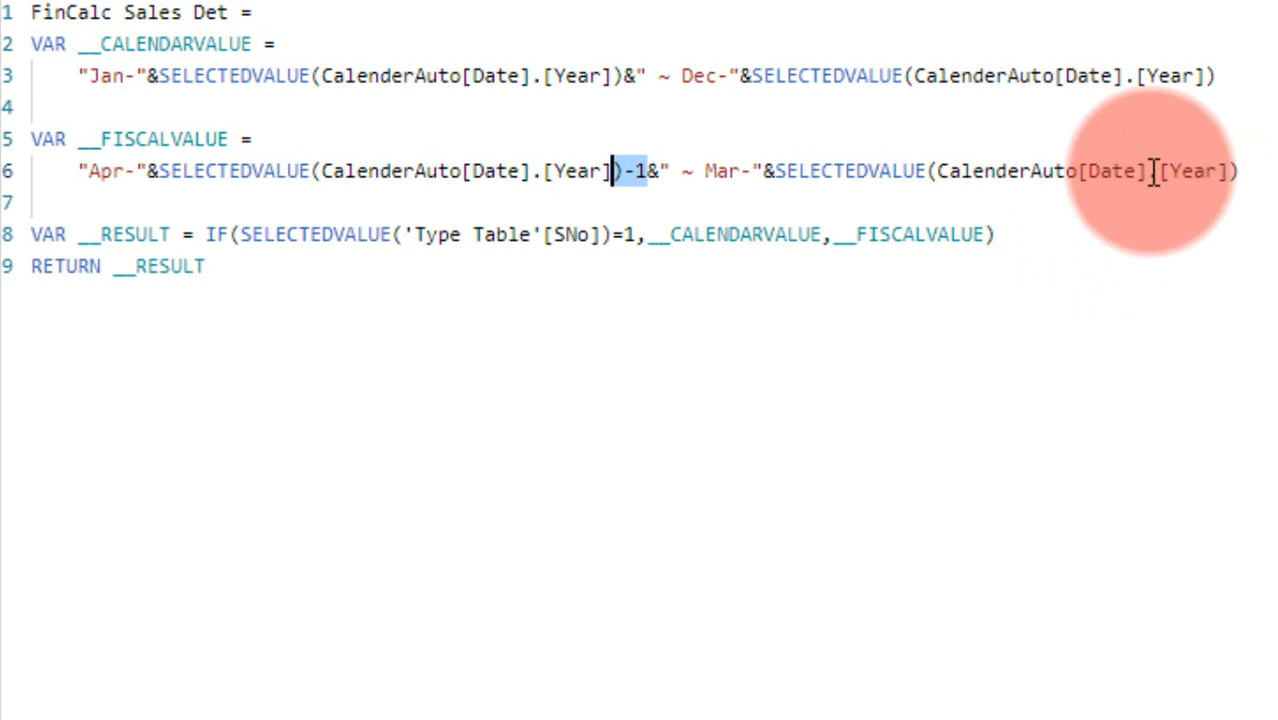 1 FinCalc Sales Det =
2 VAR __CALENDARVALUE =
3 "Jan-"&SELECTEDVALUE(CalenderAuto[Date].[Year])&" ~ Dec-"&SELECTEDVALUE(CalenderAuto[Date].[Year])
4
5 VAR __FISCALVALUE =
6 "Apr-"&SELECTEDVALUE(CalenderAuto[Date].[Year])-1&" ~ Mar-"&SELECTEDVALUE(CalenderAuto[Date].[Year])
7
8 VAR __RESULT = IF(SELECTEDVALUE('Type Table'[SNo])=1,__CALENDARVALUE,__FISCALVALUE)
9 RETURN __RESULT